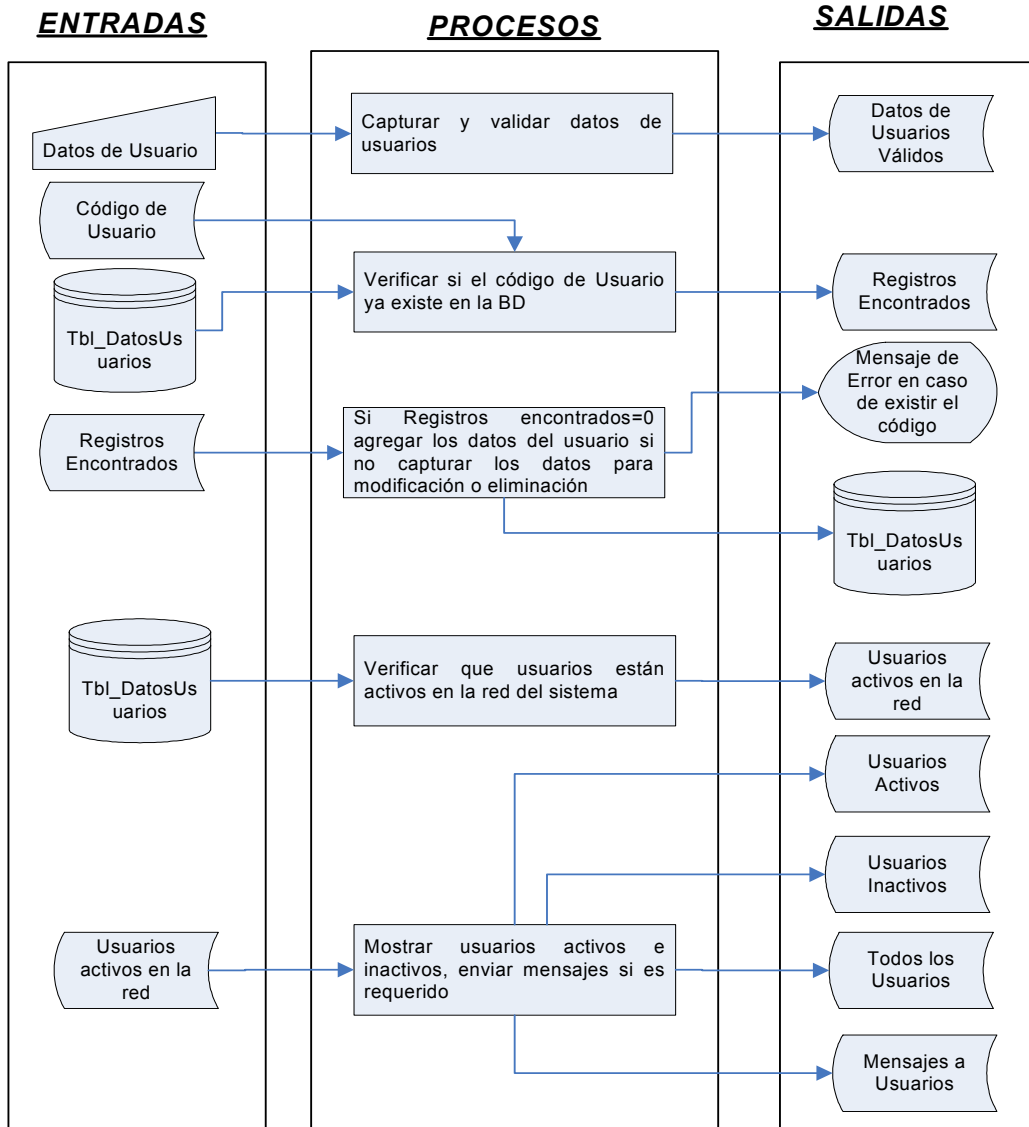 ENTRADAS
PROCESOS
SALIDAS
Datos de Usuario
Capturar y validar datos de
usuarios
Datos de
Usuarios
Válidos
Código de
Usuario
Tbl_DatosUs
uarios
Verificar si el código de Usuario
ya existe en la BD
Registros
Encontrados
Mensaje de
Error en caso
de existir el
código
Registros
Encontrados
Si Registros encontrados=0
agregar los datos del usuario si
no capturar los datos para
modificación o eliminación
Tbl_DatosUs
uarios
Tbl_DatosUs
uarios
Verificar que usuarios están
activos en la red del sistema
Usuarios
activos en la
red
Usuarios
Activos
Usuarios
Inactivos
Usuarios
activos en la
red
Mostrar usuarios activos e
inactivos, enviar mensajes si es
requerido
Todos los
Usuarios
Mensajes a
Usuarios